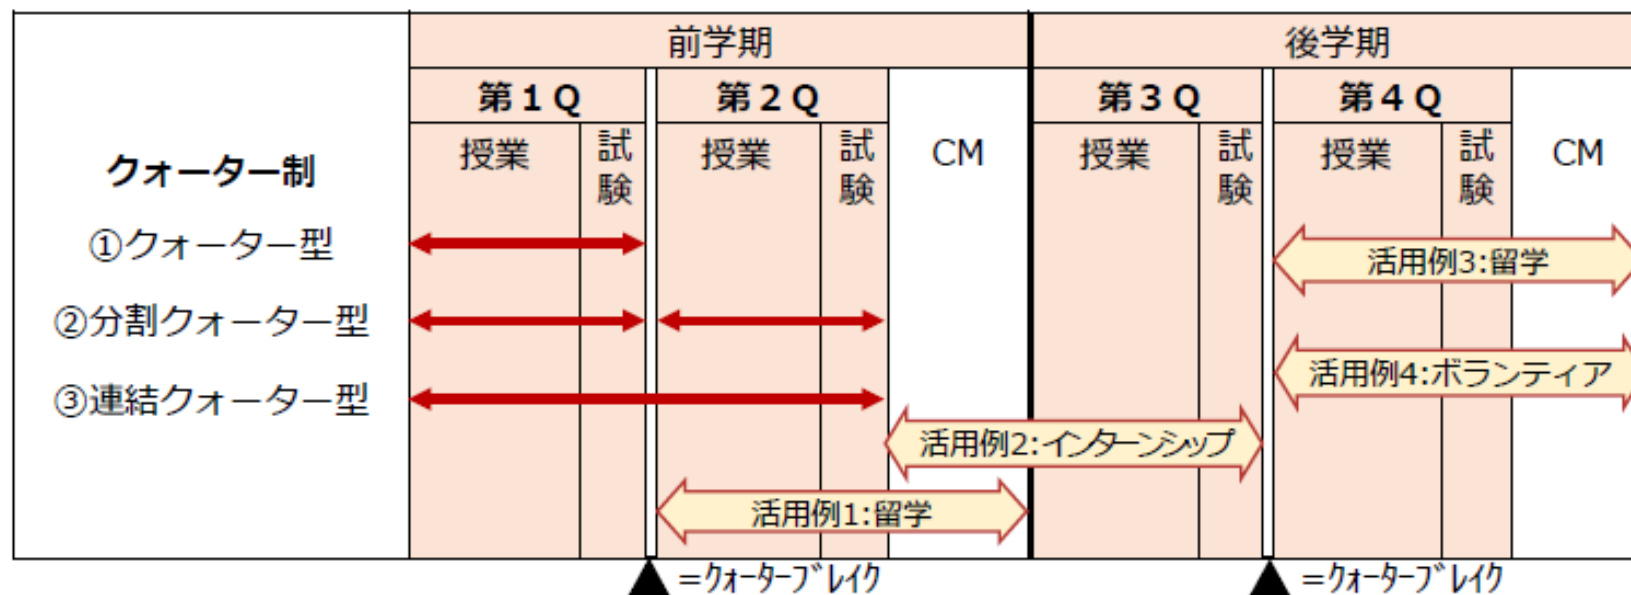 前学期 後学期
第1Q 第2Q 第3Q 第4Q
授業 試験 授業 試験 CM 授業 試験 授業 試験 CM
クォーター制
①クォーター型
活用例3:留学
②分割クォーター型
活用例4:ボランティア
③連結クォーター型
活用例2:インターンシップ
活用例1:留学
▲ =クォーターブレイク ▲ =クォーターブレイク